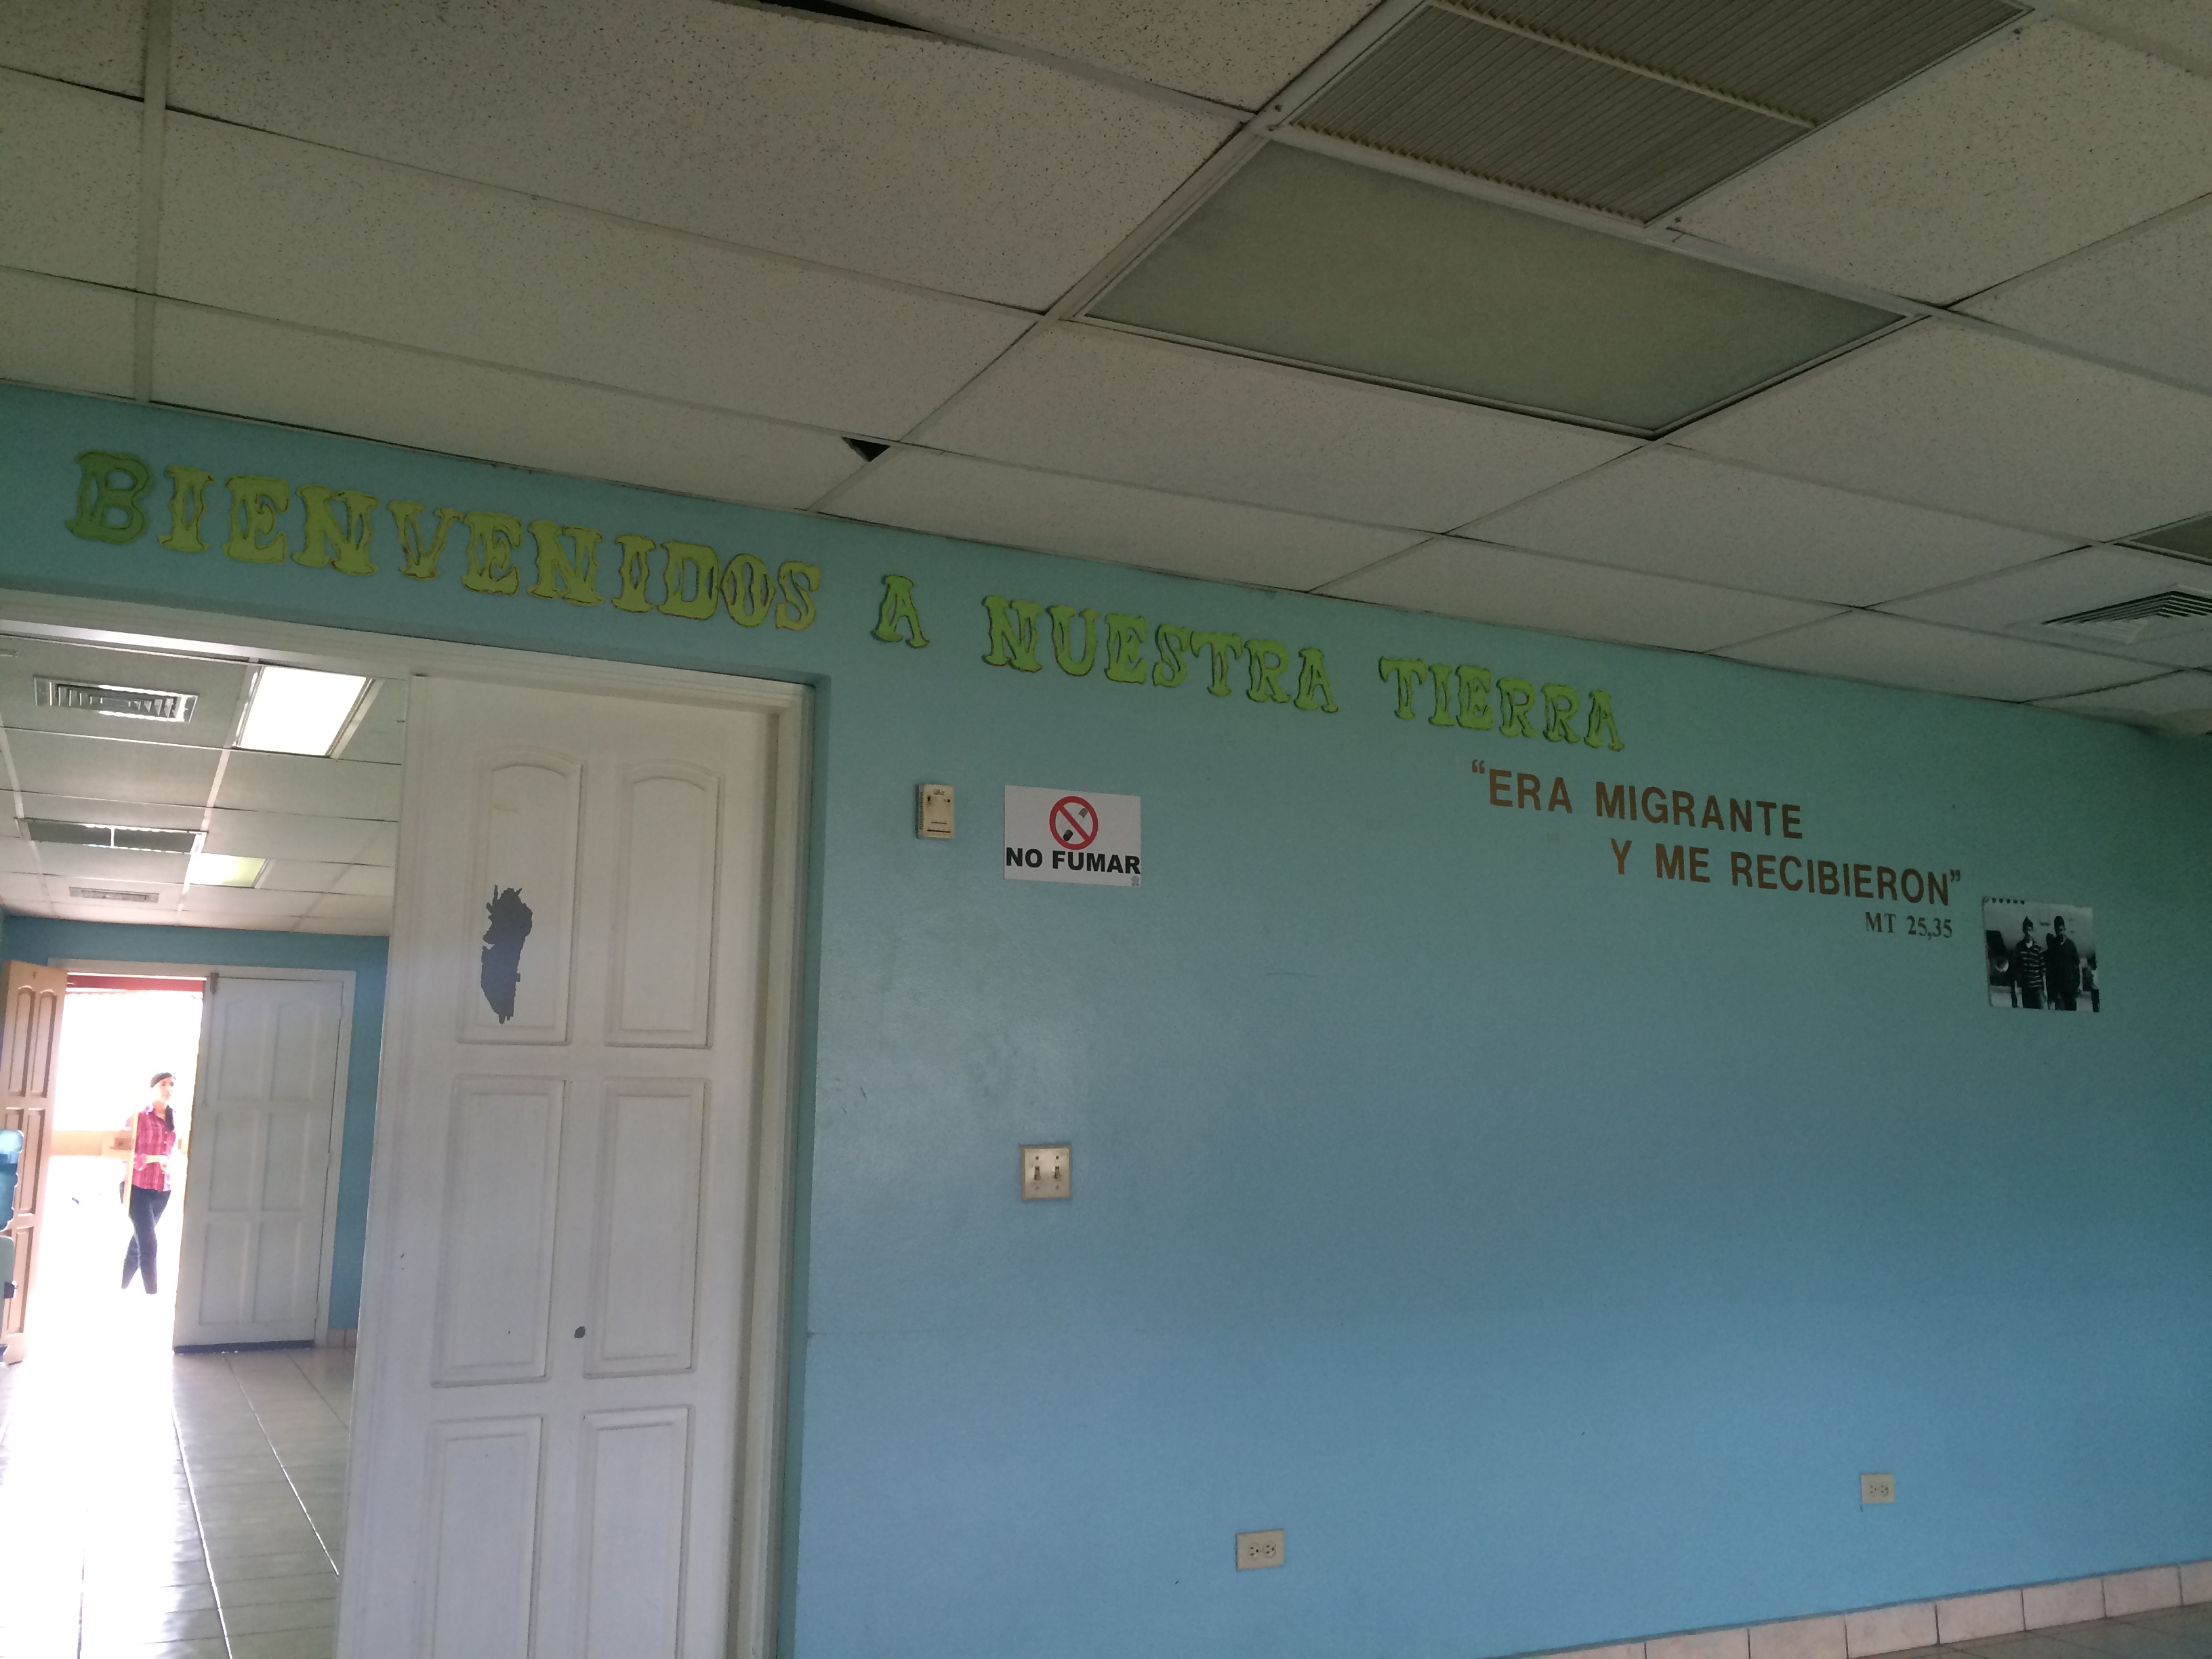 BIENVENIDOS A NUESTRA TIERRA
NO FUMAR
"ERA MIGRANTE
Y ME RECIBIERON"
MT 25,35